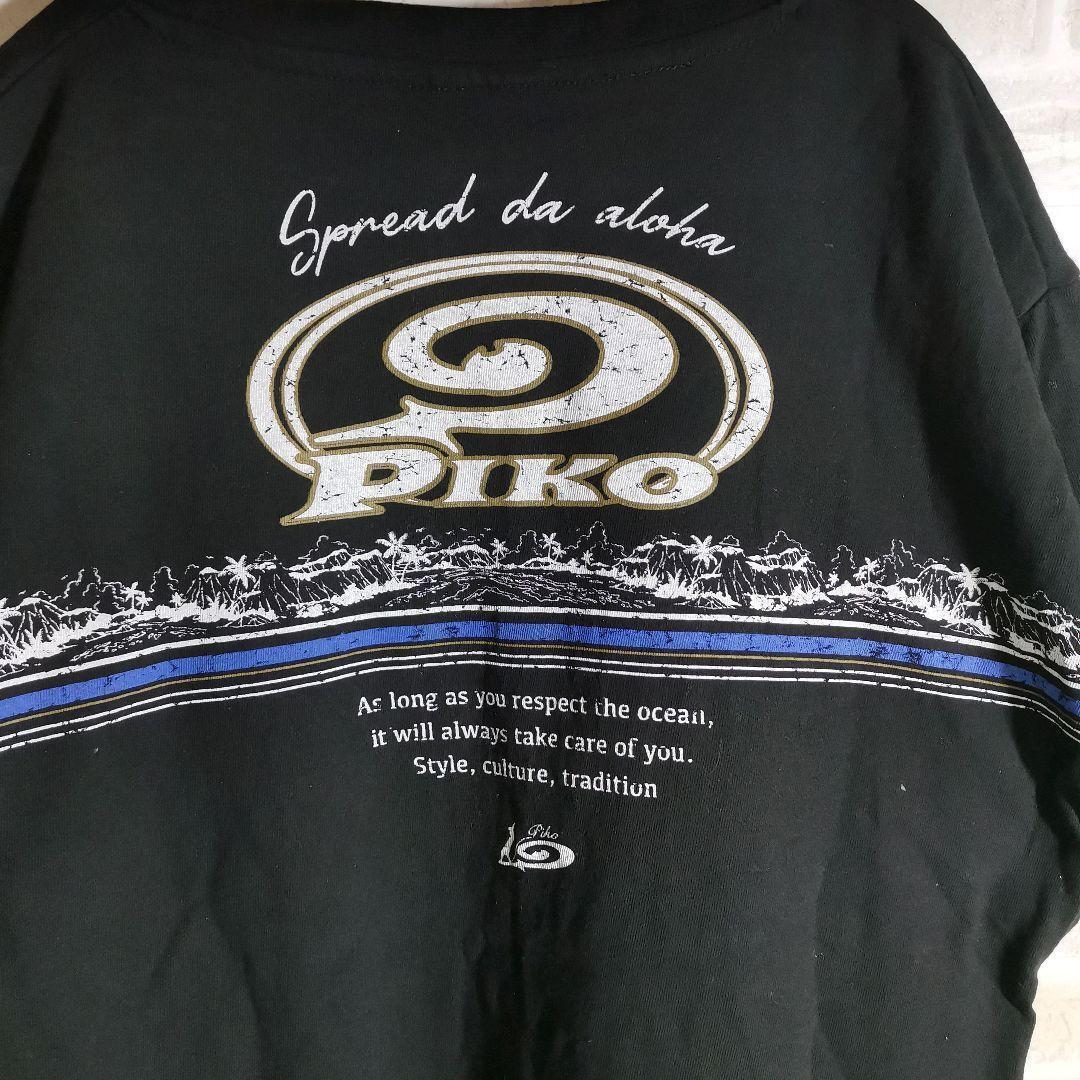 Spread da aloha
PIKO
As long as you respect the ocean,
it will always take care of you.
Style, culture, tradition
Piko